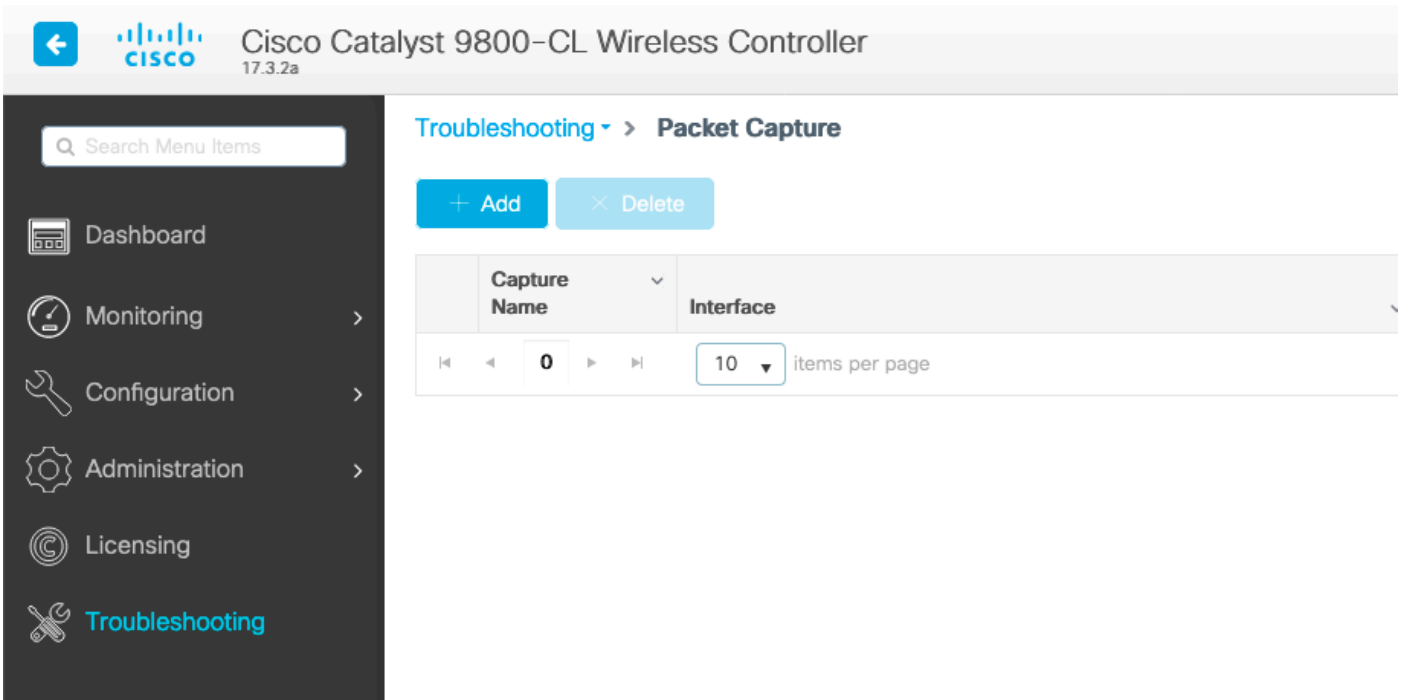 CISCO
Cisco Catalyst 9800-CL Wireless Controller
17.3.2a
Search Menu Items
Dashboard
Monitoring
Configuration
Administration
Licensing
Troubleshooting
Troubleshooting > Packet Capture
+ Add × Delete
Capture
Name
Interface
0 10 items per page